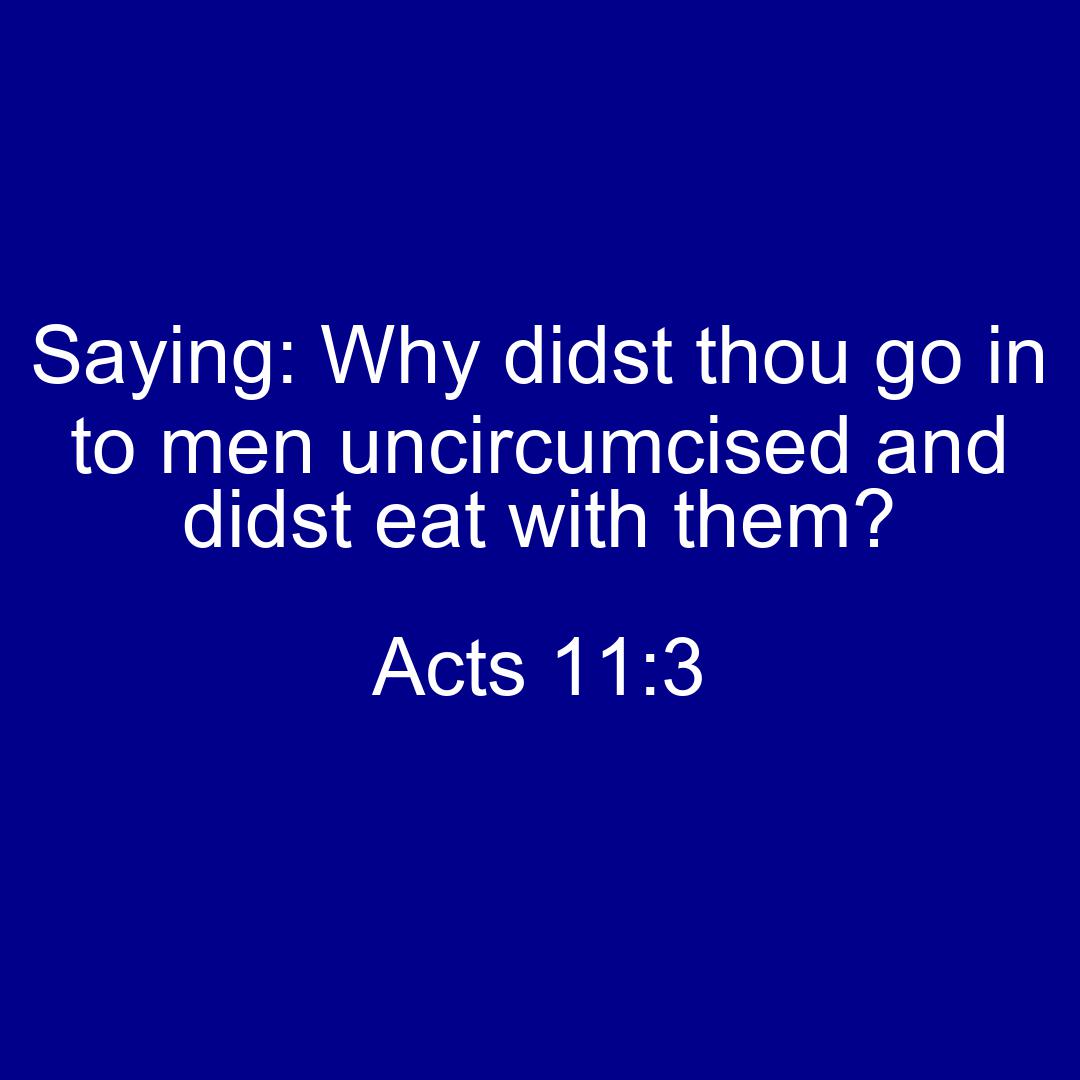 Saying: Why didst thou go in
to men uncircumcised and
didst eat with them?
Acts 11:3